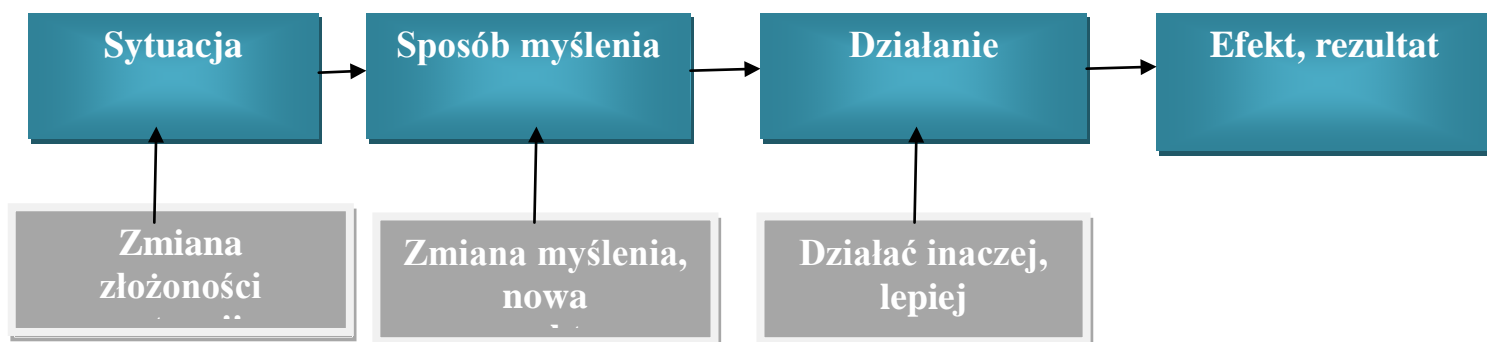 Sytuacja
Sposób myślenia
Działanie
Efekt, rezultat
Zmiana
złożoności
Zmiana myślenia,
nowa
Działać inaczej,
lepiej